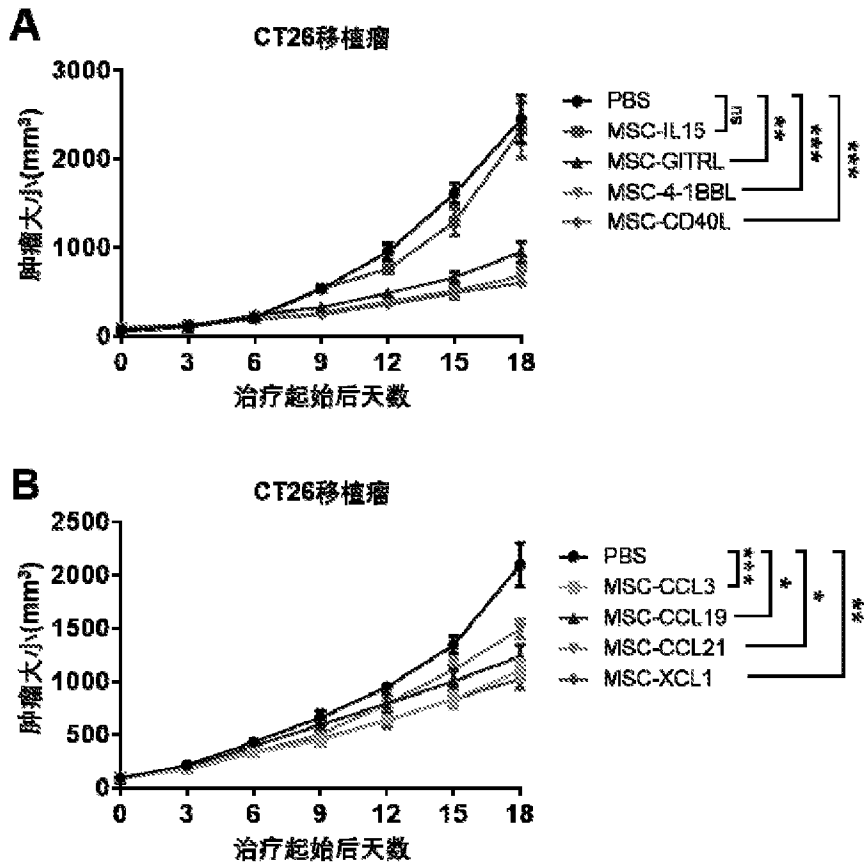 A
CT26移植瘤
肿瘤大小(mm³)
3000
2000
1000
0
0 3 6 9 12 15 18
治疗起始后天数
PBS
MSC-IL15
MSC-GITRL
MSC-4-1BBL
MSC-CD40L
ns
**
***
***
B
CT26移植瘤
肿瘤大小(mm³)
2500
2000
1500
1000
500
0
0 3 6 9 12 15 18
治疗起始后天数
PBS
MSC-CCL3
MSC-CCL19
MSC-CCL21
MSC-XCL1
***
*
*
**